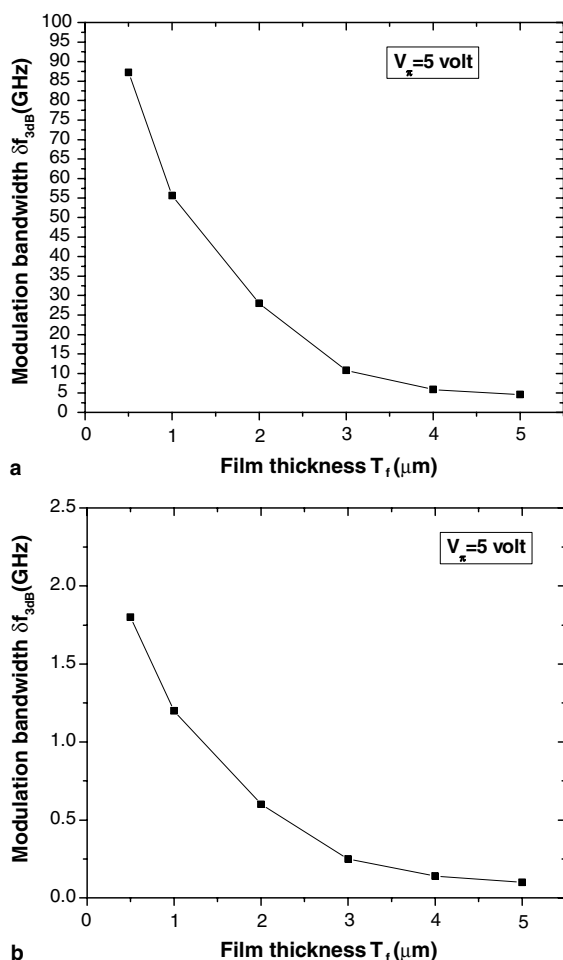 100
95
90
85
80
75
70
65
60
55
50
45
40
35
30
25
20
15
10
5
0
Modulation bandwidth δf3dB(GHz)
Vπ=5 volt
0 1 2 3 4 5
Film thickness Tf (μm)
a
2.5
2.0
1.5
1.0
0.5
0.0
Modulation bandwidth δf3dB(GHz)
Vπ=5 volt
0 1 2 3 4 5
Film thickness Tf (μm)
b